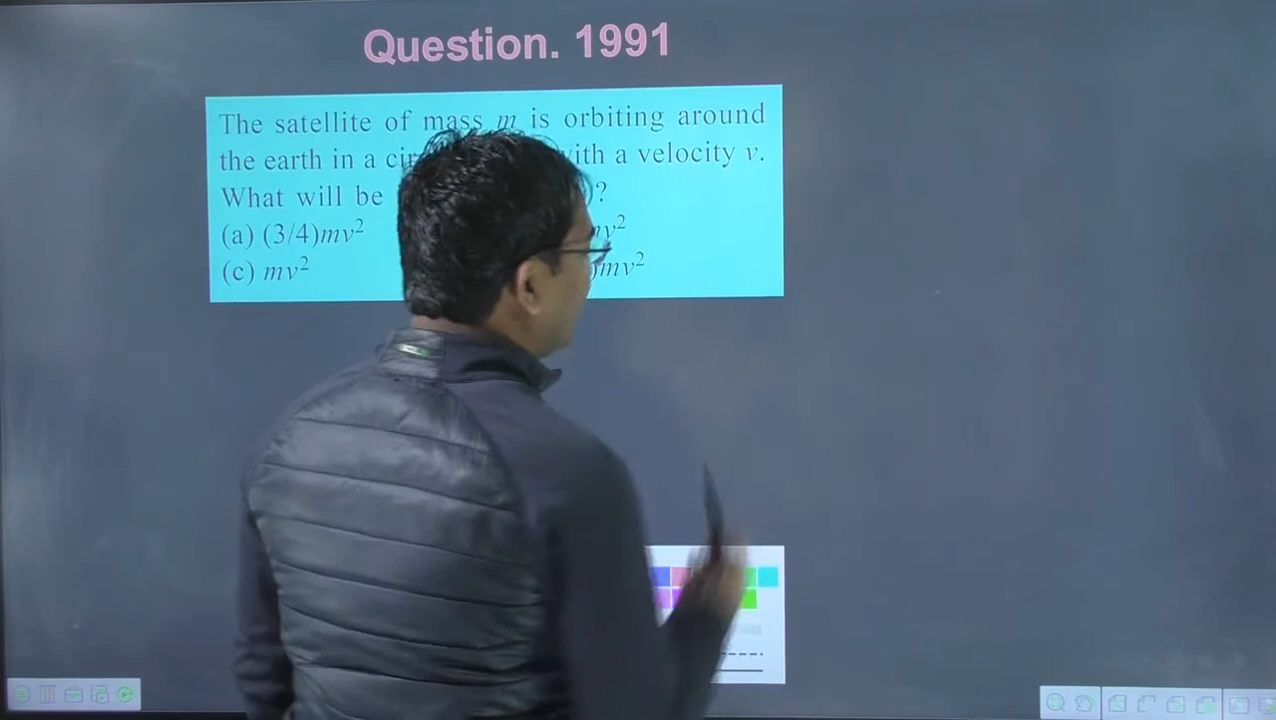 Question. 1991
The satellite of mass m is orbiting around
the earth in a with a velocity v.
What will be ?
(a) (3/4)mv²
(c) mv² mv²